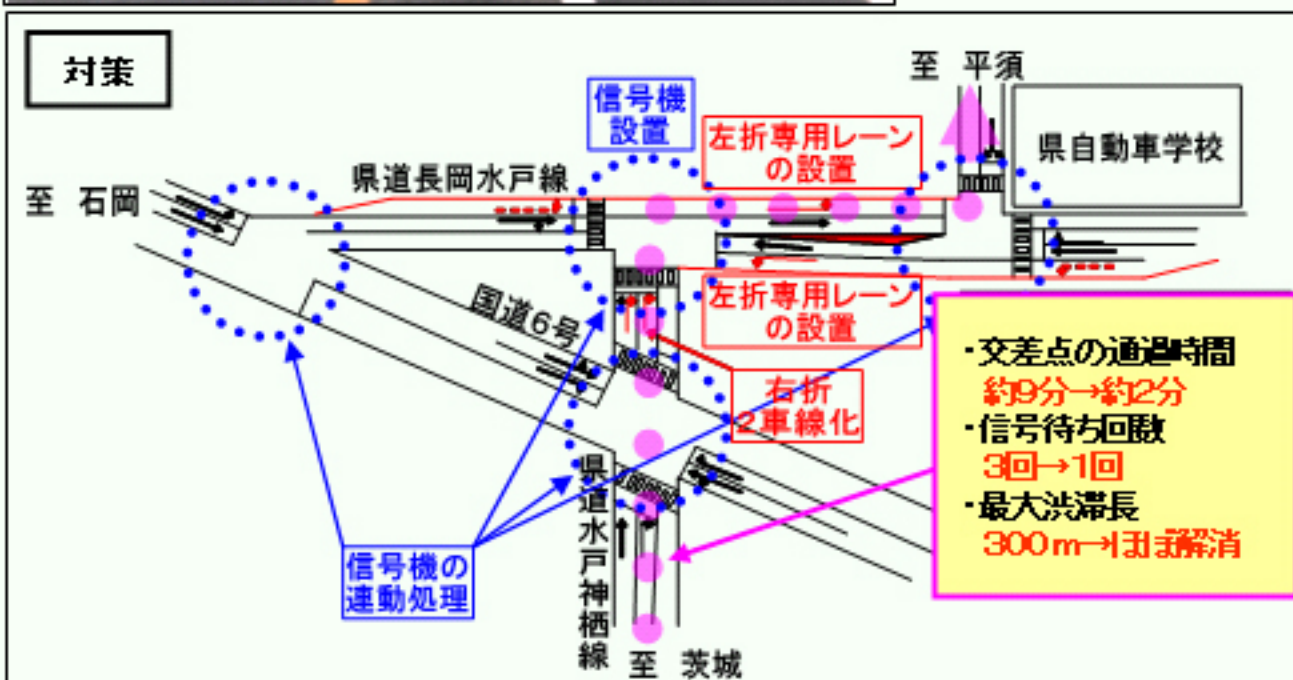 対策
至 平須
信号機
設置
左折専用レーン
の設置
県自動車学校
県道長岡水戸線
至 石岡
国道6号
左折専用レーン
の設置
右折
2車線化
・交差点の通過時間
約9分→約2分
・信号待ち回数
3回→1回
・最大渋滞長
300m→ほぼ解消
県道水戸神栖線
信号機の
連動処理
至 茨城